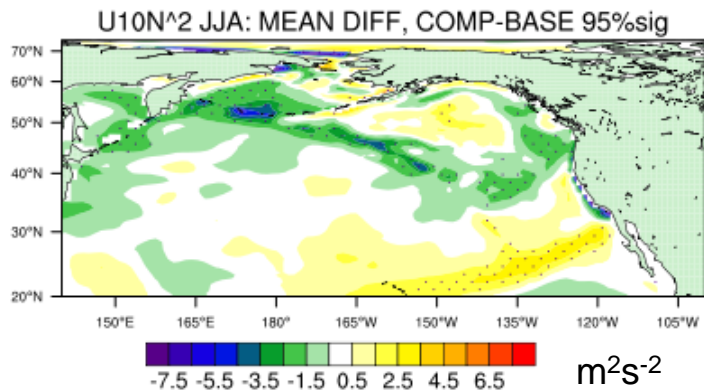 U10N^2 JJA: MEAN DIFF, COMP-BASE 95%sig
70°N
60°N
50°N
40°N
30°N
20°N
150°E 165°E 180° 165°W 150°W 135°W 120°W 105°W
-7.5 -5.5 -3.5 -1.5 0.5 2.5 4.5 6.5
m²s⁻²